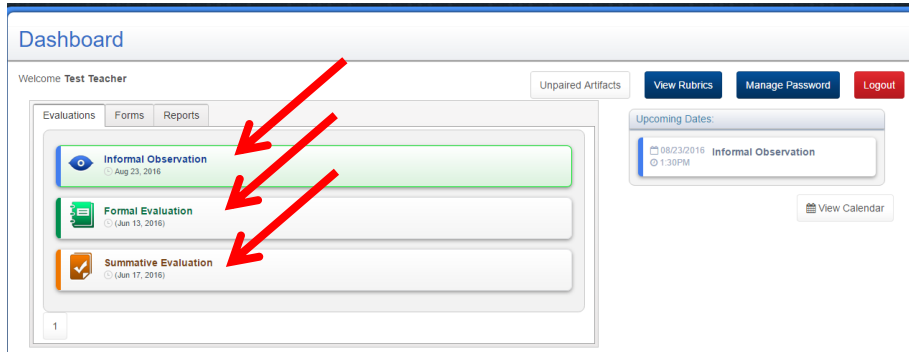 Dashboard
Welcome Test Teacher
Unpaired Artifacts
View Rubrics
Manage Password
Logout
Evaluations
Forms
Reports
Informal Observation
Aug 23, 2016
Formal Evaluation
(Jun 13, 2016)
Summative Evaluation
(Jun 17, 2016)
1
Upcoming Dates:
08/23/2016 Informal Observation
1:30PM
View Calendar